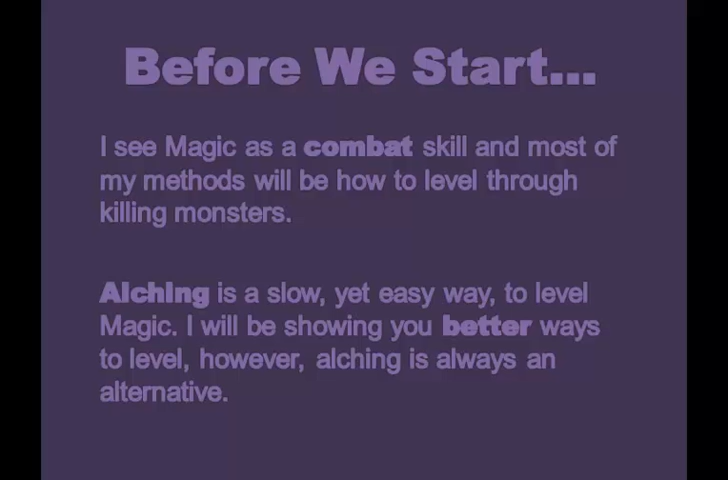 Before We Start...
I see Magic as a combat skill and most of
my methods will be how to level through
killing monsters.
Alching is a slow, yet easy way, to level
Magic. I will be showing you better ways
to level, however, alching is always an
alternative.